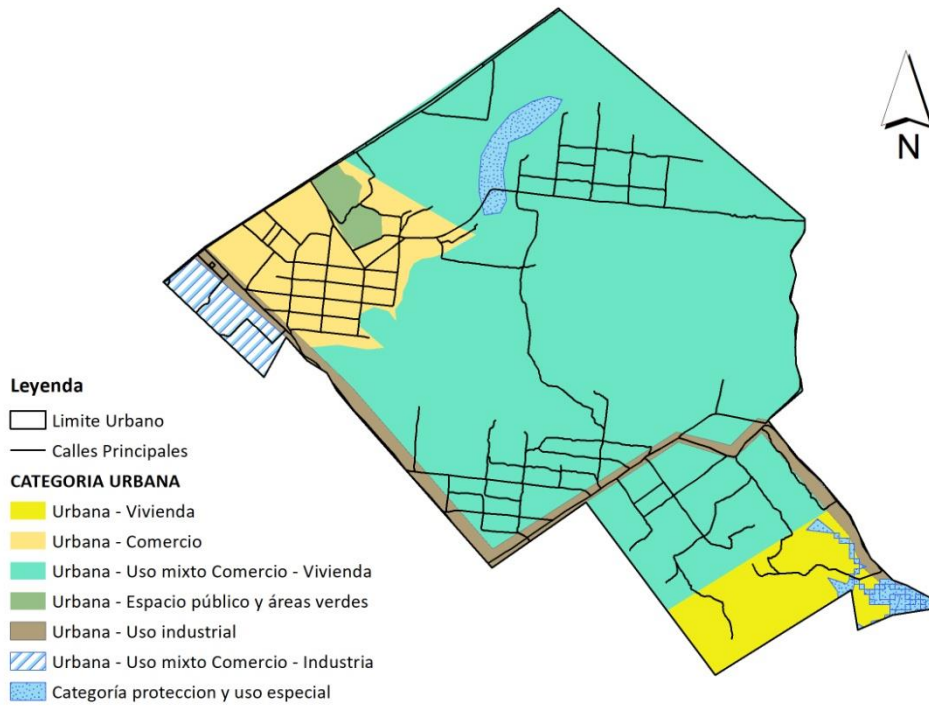 N
Leyenda
Limite Urbano
Calles Principales
CATEGORIA URBANA
Urbana - Vivienda
Urbana - Comercio
Urbana - Uso mixto Comercio - Vivienda
Urbana - Espacio público y áreas verdes
Urbana - Uso industrial
Urbana - Uso mixto Comercio - Industria
Categoría proteccion y uso especial